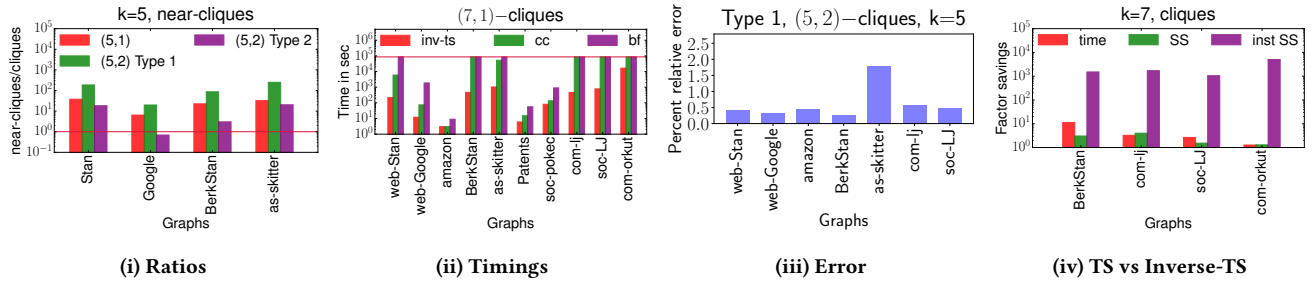 k=5, near-cliques
near-cliques/cliques
(5,1)
(5,2) Type 2
(5,2) Type 1
10^5
10^4
10^3
10^2
10^1
10^0
10^-1
Stan
Google
BerkStan
as-skitter
Graphs
(i) Ratios
(7, 1)−cliques
Time in sec
inv-ts
cc
bf
10^6
10^5
10^4
10^3
10^2
10^1
10^0
web-Stan
web-Google
amazon
BerkStan
as-skitter
Patents
soc-pokec
com-lj
soc-LJ
com-orkut
Graphs
(ii) Timings
Type 1, (5, 2)−cliques, k=5
Percent relative error
2.5
2.0
1.5
1.0
0.5
0.0
web-Stan
web-Google
amazon
BerkStan
as-skitter
com-lj
soc-LJ
Graphs
(iii) Error
k=7, cliques
Factor savings
time
SS
inst SS
10^5
10^4
10^3
10^2
10^1
10^0
BerkStan
com-lj
soc-LJ
com-orkut
Graphs
(iv) TS vs Inverse-TS